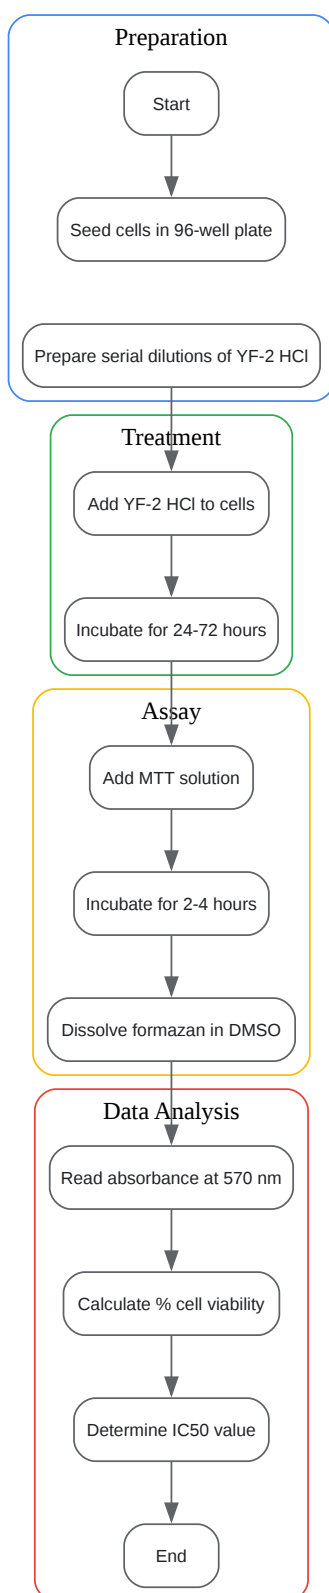 Preparation
Start
Seed cells in 96-well plate
Prepare serial dilutions of YF-2 HCl
Treatment
Add YF-2 HCl to cells
Incubate for 24-72 hours
Assay
Add MTT solution
Incubate for 2-4 hours
Dissolve formazan in DMSO
Data Analysis
Read absorbance at 570 nm
Calculate % cell viability
Determine IC50 value
End